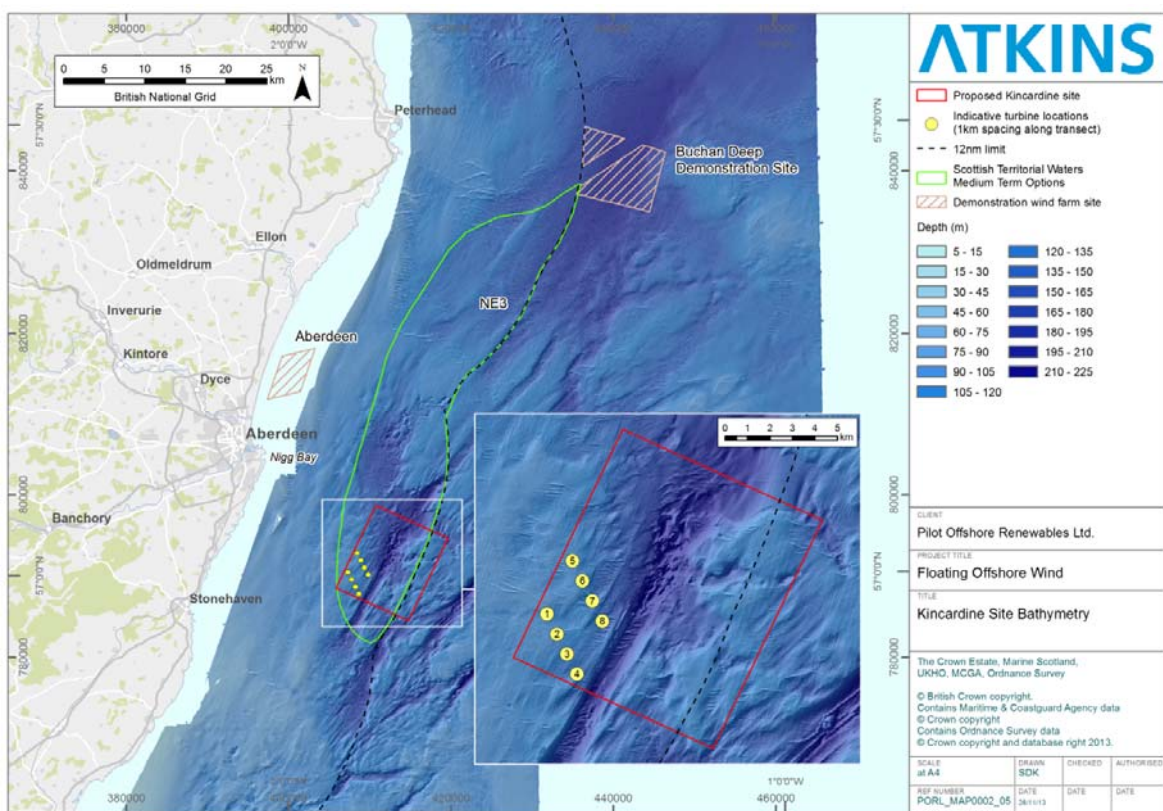 380000
400000
2°0'0"W
0 5 10 15 20 25
km
N
British National Grid
Peterhead
57°30'0"N
840000
840000
Buchan Deep
Demonstration Site
Ellon
Oldmeldrum
NE3
Inverurie
820000
820000
Kintore
Aberdeen
Dyce
Aberdeen
Nigg Bay
0 1 2 3 4 5
km
800000
800000
Banchory
57°0'0"N
Stonehaven
5
6
7
1
8
2
3
4
780000
780000
1°0'0"W
380000
420000
440000
460000
ATKINS
Proposed Kincardine site
Indicative turbine locations
(1km spacing along transect)
12nm limit
Scottish Territorial Waters
Medium Term Options
Demonstration wind farm site
Depth (m)
5 - 15
15 - 30
30 - 45
45 - 60
60 - 75
75 - 90
90 - 105
105 - 120
120 - 135
135 - 150
150 - 165
165 - 180
180 - 195
195 - 210
210 - 225
CLIENT
Pilot Offshore Renewables Ltd.
PROJECT TITLE
Floating Offshore Wind
TITLE
Kincardine Site Bathymetry
The Crown Estate, Marine Scotland,
UKHO, MCGA, Ordnance Survey
© British Crown copyright.
Contains Maritime & Coastguard Agency data
© Crown copyright
Contains Ordnance Survey data
© Crown copyright and database right 2013.
SCALE
at A4
DRAWN
SDK
CHECKED
AUTHORISED
REF NUMBER
PORL_MAP0002_05
DATE
DATE
DATE